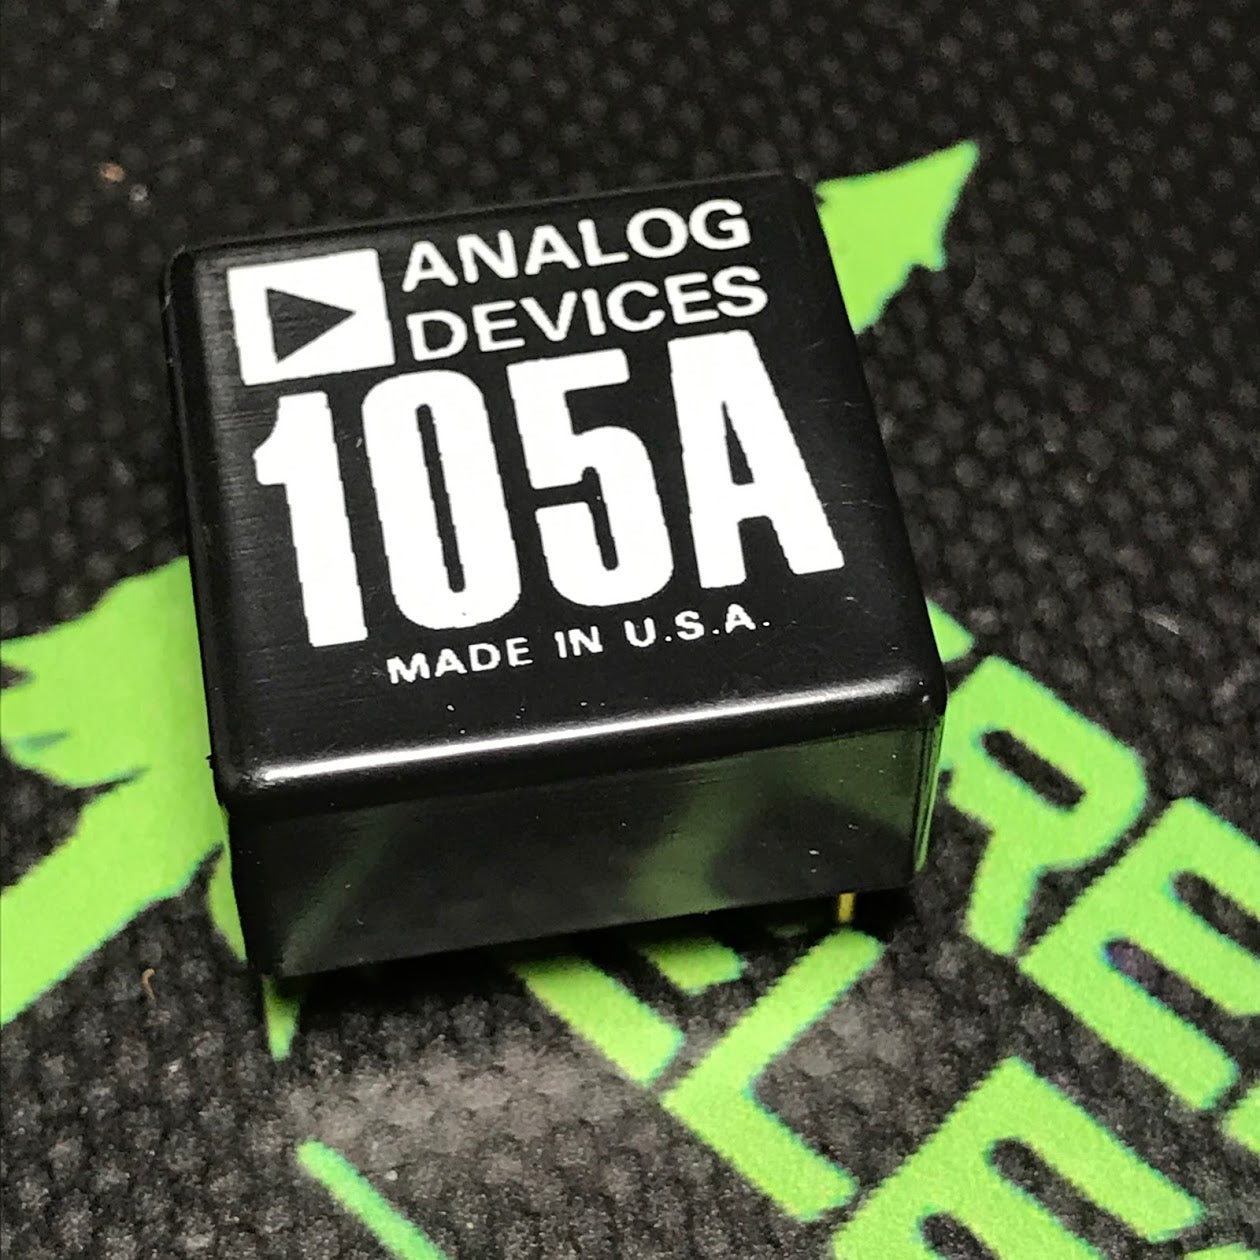 ANALOG
DEVICES
105A
MADE IN U.S.A.